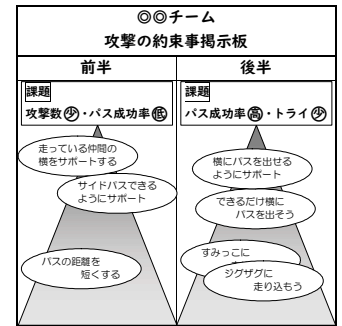 ◎◎チーム
攻撃の約束事掲示板
前半
後半
課題
攻撃数㊛・パス成功率㊦
課題
パス成功率㊤・トライ㊛
走っている仲間の
横をサポートする
サイドパスできる
ようにサポート
パスの距離を
短くする
横にパスを出せる
ようにサポート
できるだけ横に
パスを出そう
すみっこに
ジグザグに
走り込もう